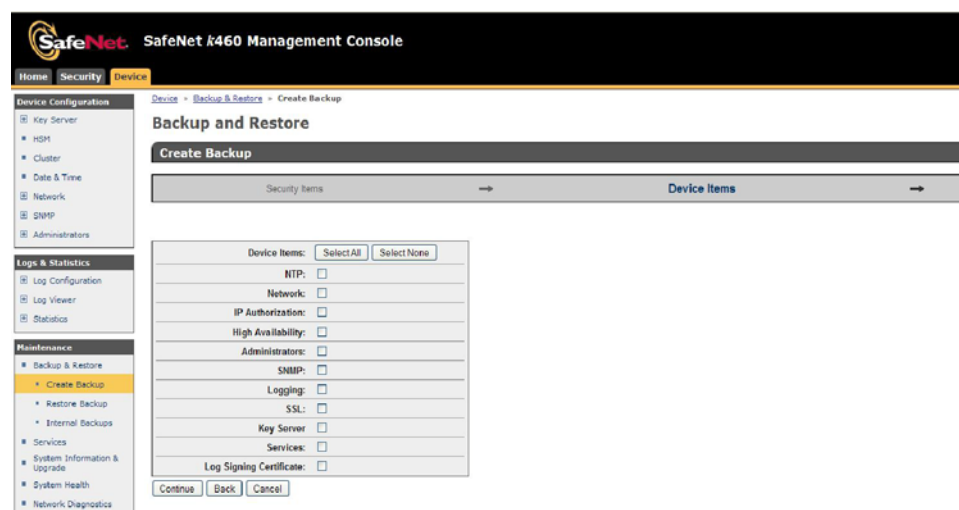 SafeNet. SafeNet k460 Management Console
Home Security Device
Device Configuration
Key Server
HSM
Cluster
Date & Time
Network
SNMP
Administrators
Logs & Statistics
Log Configuration
Log Viewer
Statistics
Maintenance
Backup & Restore
Create Backup
Restore Backup
Internal Backups
Services
System Information &
Upgrade
System Health
Network Diagnostics
Device » Backup & Restore » Create Backup
Backup and Restore
Create Backup
Security Items → Device Items →
Device Items: Select All Select None
NTP:
Network:
IP Authorization:
High Availability:
Administrators:
SNMP:
Logging:
SSL:
Key Server
Services:
Log Signing Certificate:
Continue Back Cancel